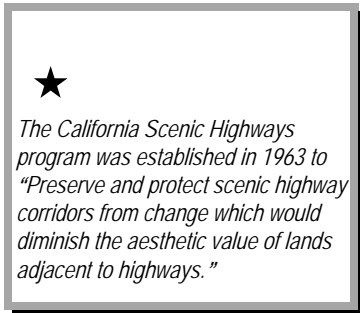 The California Scenic Highways
program was established in 1963 to
“Preserve and protect scenic highway
corridors from change which would
diminish the aesthetic value of lands
adjacent to highways.”